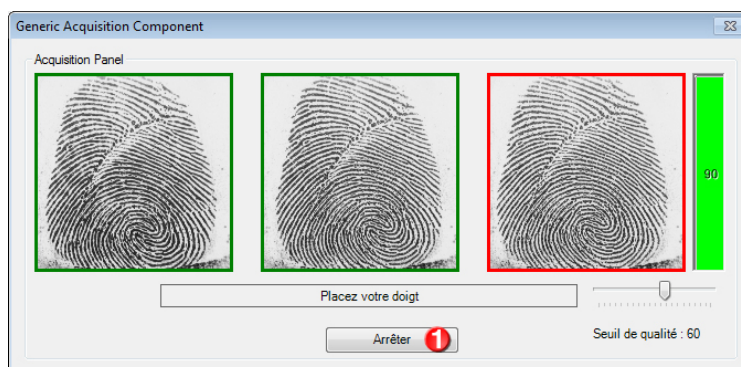 Generic Acquisition Component
Acquisition Panel
90
Placez votre doigt
Arrêter 1
Seuil de qualité : 60